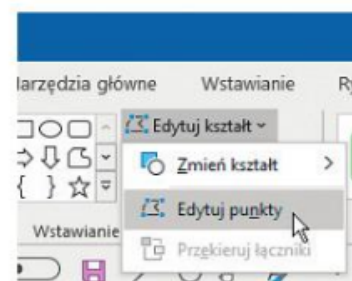 Narzędzia główne Wstawianie
Edytuj kształt
Zmień kształt
Edytuj punkty
Wstawianie
Przekieruj łączniki